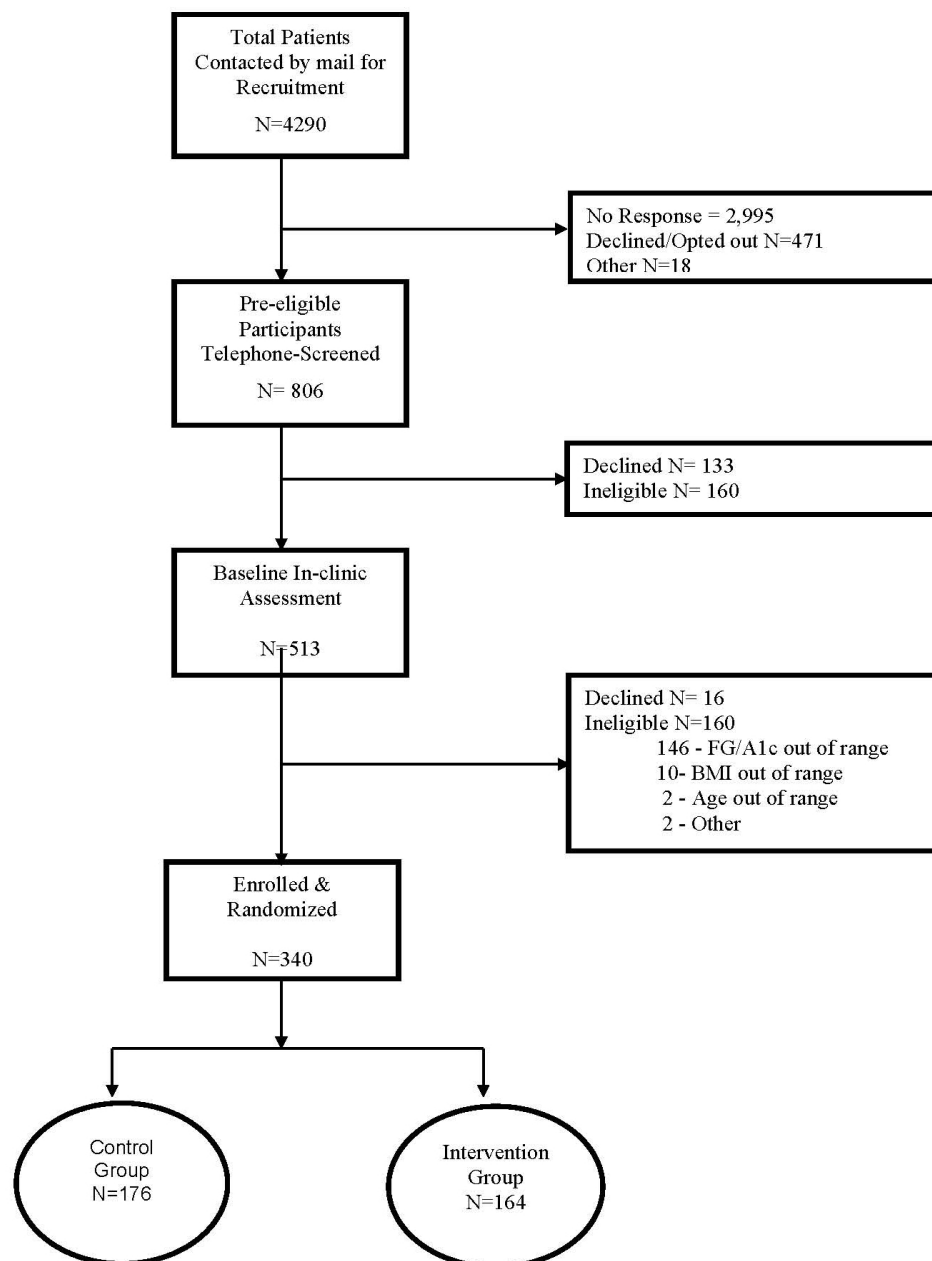 Total Patients
Contacted by mail for
Recruitment
N=4290
No Response = 2,995
Declined/Opted out N=471
Other N=18
Pre-eligible
Participants
Telephone-Screened
N= 806
Declined N= 133
Ineligible N= 160
Baseline In-clinic
Assessment
N=513
Declined N= 16
Ineligible N=160
146 - FG/A1c out of range
10- BMI out of range
2 - Age out of range
2 - Other
Enrolled &
Randomized
N=340
Control
Group
N=176
Intervention
Group
N=164